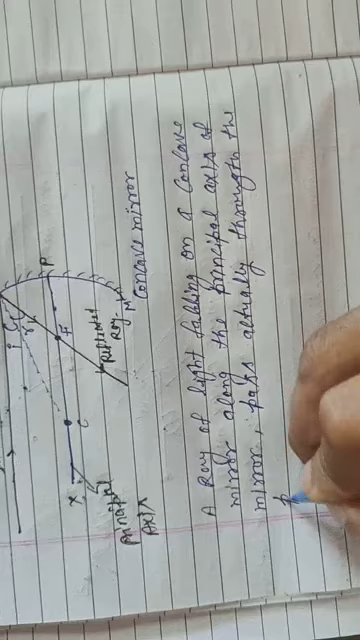 P
i
r
F
C
X
Reflected
Ray
M
Principal
Axis
Concave mirror
A Ray of light falling on a Concave
mirror along the principal axis of
mirror, pass actually throungth the